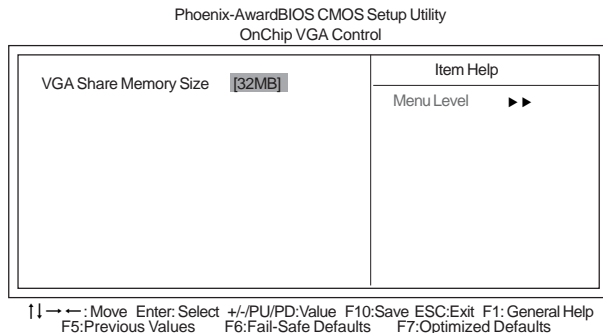 Phoenix-AwardBIOS CMOS Setup Utility
OnChip VGA Control
VGA Share Memory Size [32MB]
Item Help
Menu Level ►►
↑↓→←: Move Enter: Select +/-/PU/PD:Value F10:Save ESC:Exit F1: General Help
F5:Previous Values F6:Fail-Safe Defaults F7:Optimized Defaults